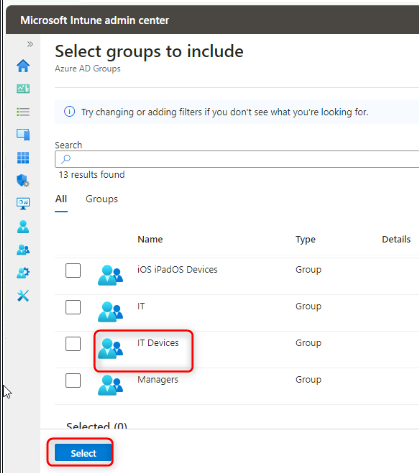 Microsoft Intune admin center
Select groups to include
Azure AD Groups
Try changing or adding filters if you don't see what you're looking for.
Search
13 results found
All Groups
Name Type Details
iOS iPadOS Devices Group
IT Group
IT Devices Group
Managers Group
Selected (0)
Select